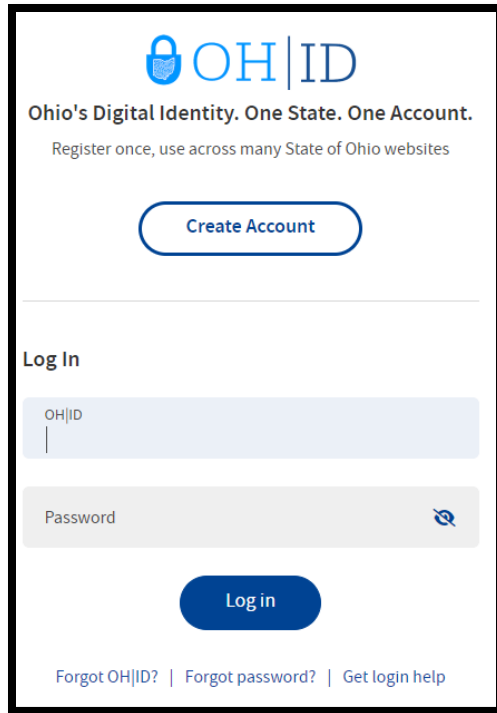 OH|ID
Ohio's Digital Identity. One State. One Account.
Register once, use across many State of Ohio websites
Create Account
Log In
OH|ID
Password
Log in
Forgot OH|ID? | Forgot password? | Get login help